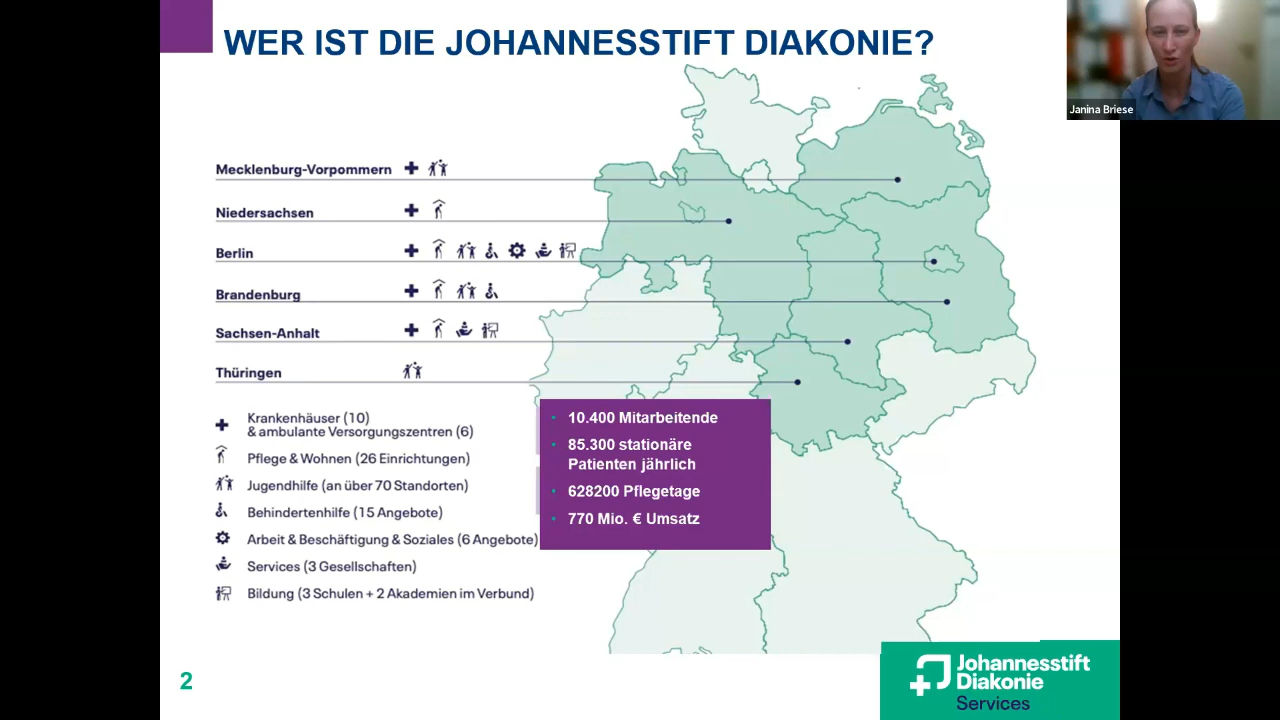 WER IST DIE JOHANNESSTIFT DIAKONIE?
Janina Briese
Mecklenburg-Vorpommern
Niedersachsen
Berlin
Brandenburg
Sachsen-Anhalt
Thüringen
Krankenhäuser (10)
& ambulante Versorgungszentren (6)
Pflege & Wohnen (26 Einrichtungen)
Jugendhilfe (an über 70 Standorten)
Behindertenhilfe (15 Angebote)
Arbeit & Beschäftigung & Soziales (6 Angebote)
Services (3 Gesellschaften)
Bildung (3 Schulen + 2 Akademien im Verbund)
• 10.400 Mitarbeitende
• 85.300 stationäre
Patienten jährlich
• 628200 Pflegetage
• 770 Mio. € Umsatz
2
Johannesstift
Diakonie
Services